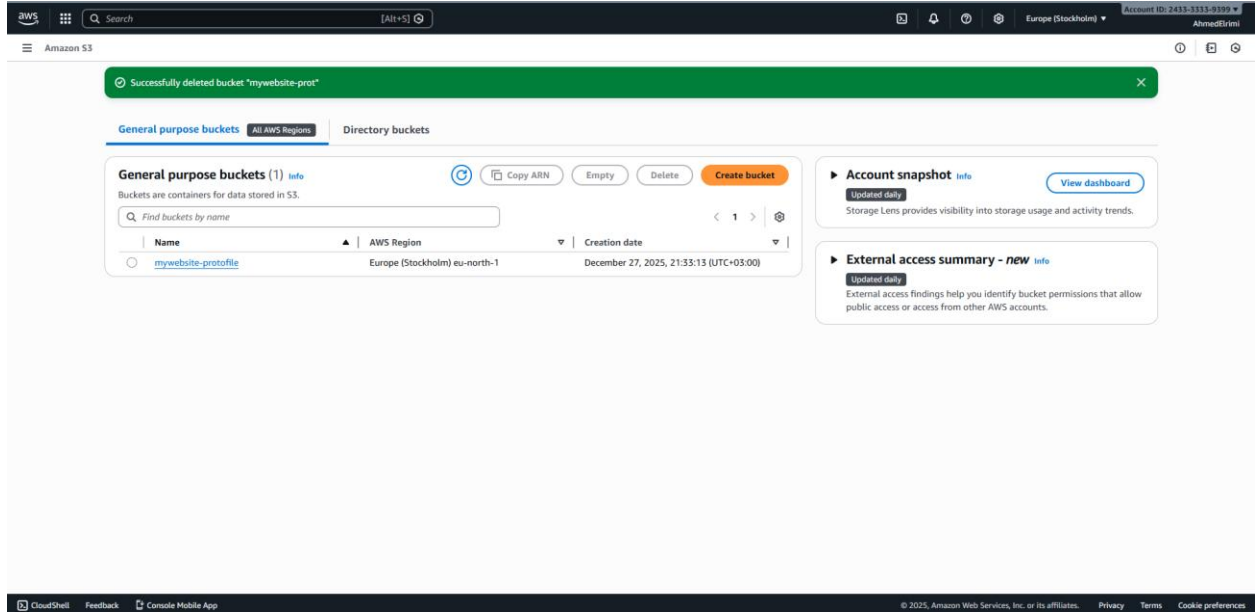 aws Search [Alt+S] Europe (Stockholm) Account ID: 2433-3333-9399
AhmedElrimi
Amazon S3
Successfully deleted bucket "mywebsite-prot"
General purpose buckets All AWS Regions Directory buckets
General purpose buckets (1) Info Copy ARN Empty Delete Create bucket
Buckets are containers for data stored in S3.
Find buckets by name 1
Name AWS Region Creation date
mywebsite-protofile Europe (Stockholm) eu-north-1 December 27, 2025, 21:33:13 (UTC+03:00)
Account snapshot Info View dashboard
Updated daily
Storage Lens provides visibility into storage usage and activity trends.
External access summary - new Info
Updated daily
External access findings help you identify bucket permissions that allow
public access or access from other AWS accounts.
CloudShell Feedback Console Mobile App © 2025, Amazon Web Services, Inc. or its affiliates. Privacy Terms Cookie preferences